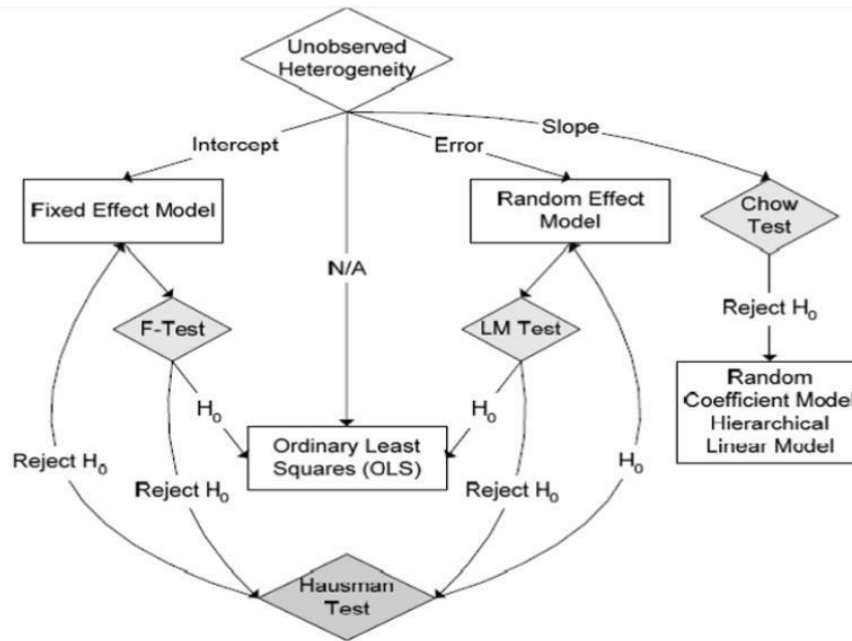 Unobserved
Heterogeneity
Intercept
Error
Slope
Fixed Effect Model
Random Effect
Model
Chow
Test
N/A
F-Test
LM Test
Reject H₀
Random
Coefficient Model
Hierarchical
Linear Model
H₀
H₀
Ordinary Least
Squares (OLS)
Reject H₀
Reject H₀
Reject H₀
H₀
Hausman
Test